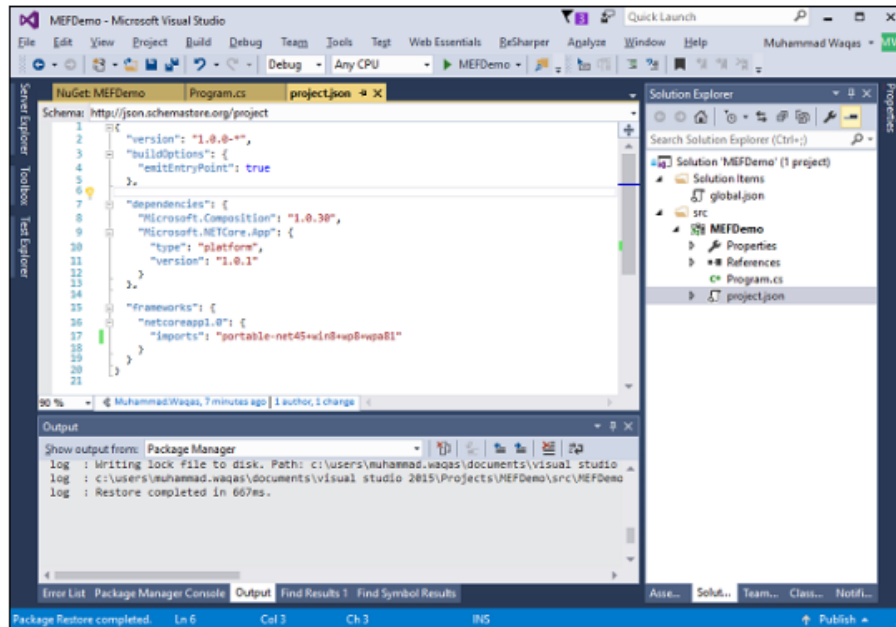 MEFDemo - Microsoft Visual Studio
3
Quick Launch
File Edit View Project Build Debug Team Tools Test Web Essentials ReSharper Analyze Window Help Muhammad Waqas
Debug Any CPU MEFDemo
Server Explorer
Toolbox
Test Explorer
NuGet: MEFDemo Program.cs project.json
Schema: http://json.schemastore.org/project
1 {
2 "version": "1.0.0-*",
3 "buildOptions": {
4 "emitEntryPoint": true
5 },
6
7 "dependencies": {
8 "Microsoft.Composition": "1.0.30",
9 "Microsoft.NETCore.App": {
10 "type": "platform",
11 "version": "1.0.1"
12 }
13 },
14
15 "frameworks": {
16 "netcoreapp1.0": {
17 "imports": "portable-net45+win8+wp8+wpa81"
18 }
19 }
20 }
21
90 % Muhammad.Waqas, 7 minutes ago | 1 author, 1 change
Output
Show output from: Package Manager
log : Writing lock file to disk. Path: c:\users\muhammad.waqas\documents\visual studio
log : c:\users\muhammad.waqas\documents\visual studio 2015\Projects\MEFDemo\src\MEFDemo
log : Restore completed in 667ms.
Error List Package Manager Console Output Find Results 1 Find Symbol Results
Solution Explorer
Search Solution Explorer (Ctrl+;)
Solution 'MEFDemo' (1 project)
Solution Items
global.json
src
MEFDemo
Properties
References
C# Program.cs
project.json
Asse... Solut... Team... Class... Notifi...
Properties
Package Restore completed. Ln 6 Col 3 Ch 3 INS Publish